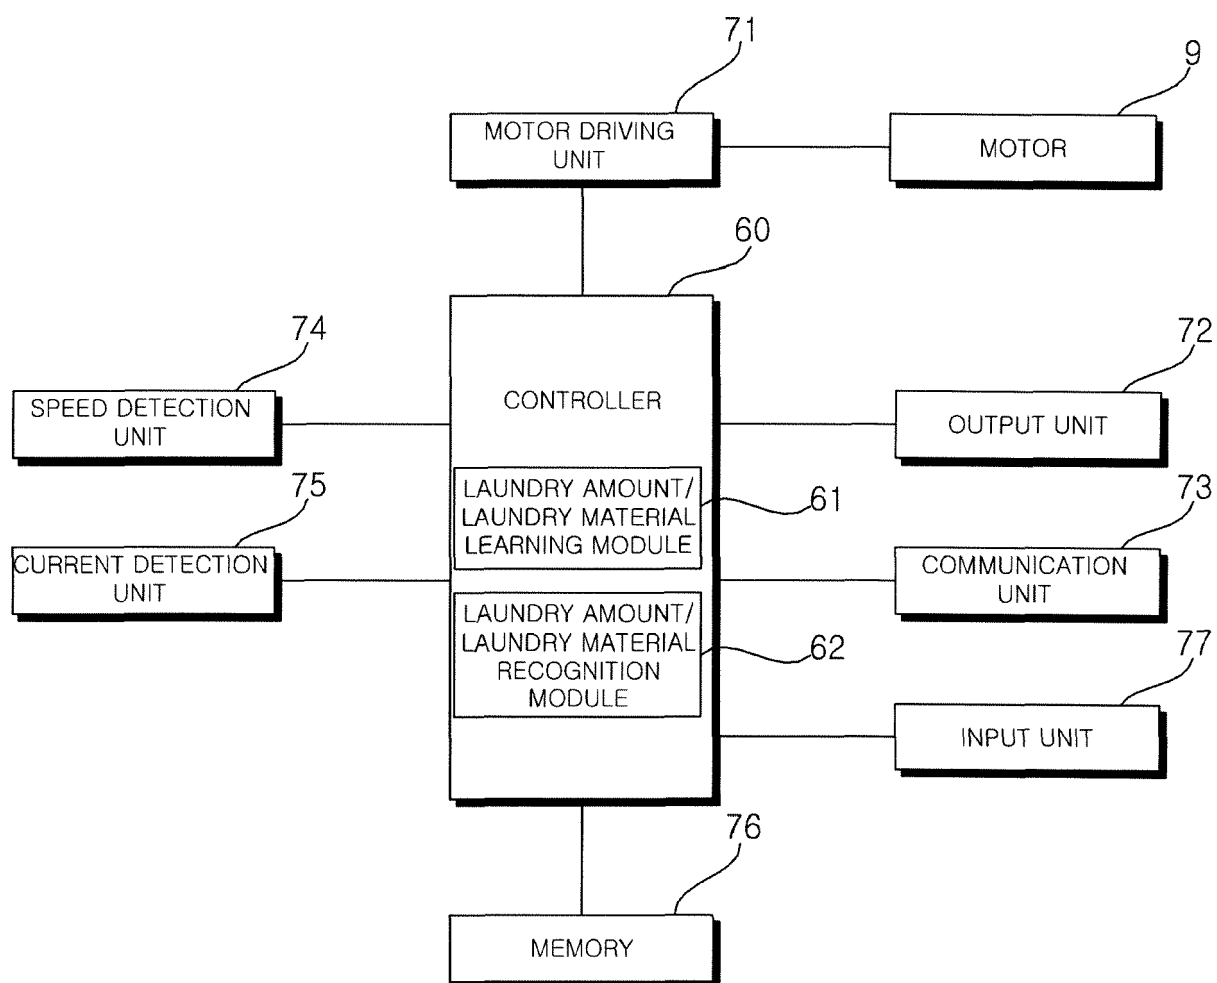 71
9
MOTOR DRIVING
UNIT
MOTOR
60
74
72
SPEED DETECTION
UNIT
CONTROLLER
OUTPUT UNIT
75
LAUNDRY AMOUNT/
LAUNDRY MATERIAL
LEARNING MODULE
61
73
CURRENT DETECTION
UNIT
COMMUNICATION
UNIT
LAUNDRY AMOUNT/
LAUNDRY MATERIAL
RECOGNITION
MODULE
62
77
INPUT UNIT
76
MEMORY